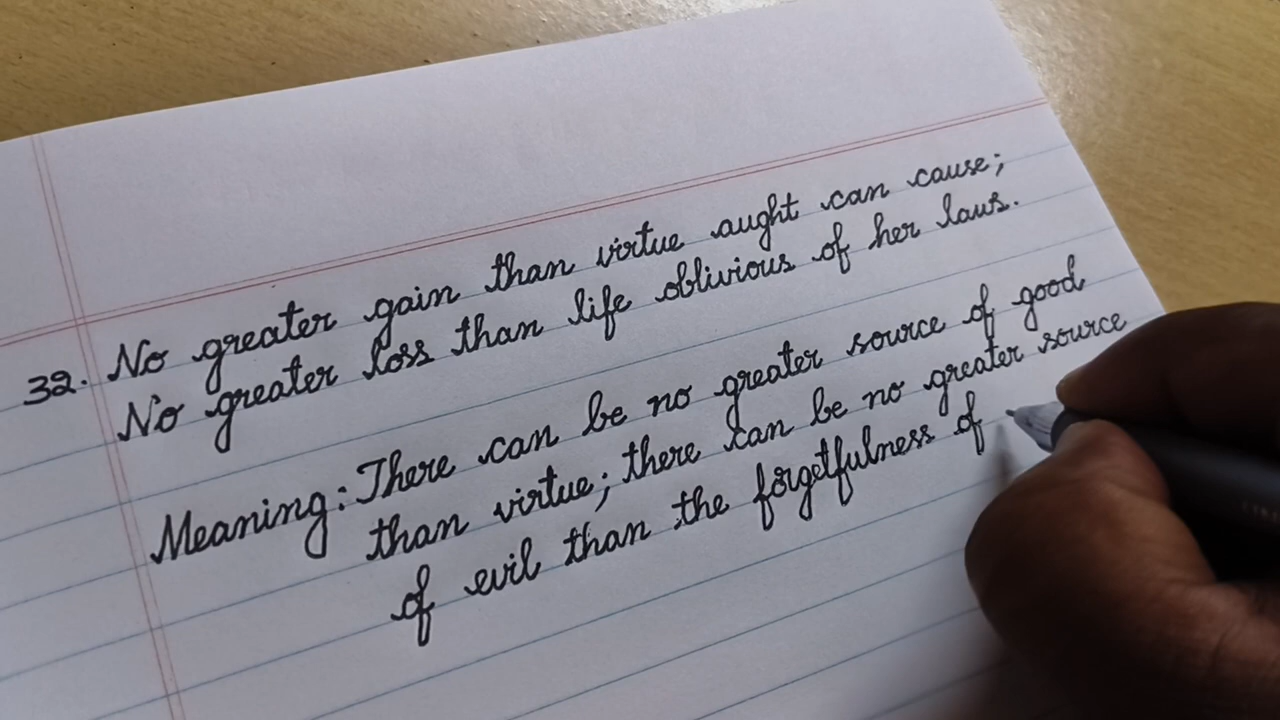 32. No greater gain than virtue aught can cause;
No greater loss than life oblivious of her laws.
Meaning: There can be no greater source of good
than virtue; there can be no greater source
of evil than the forgetfulness of